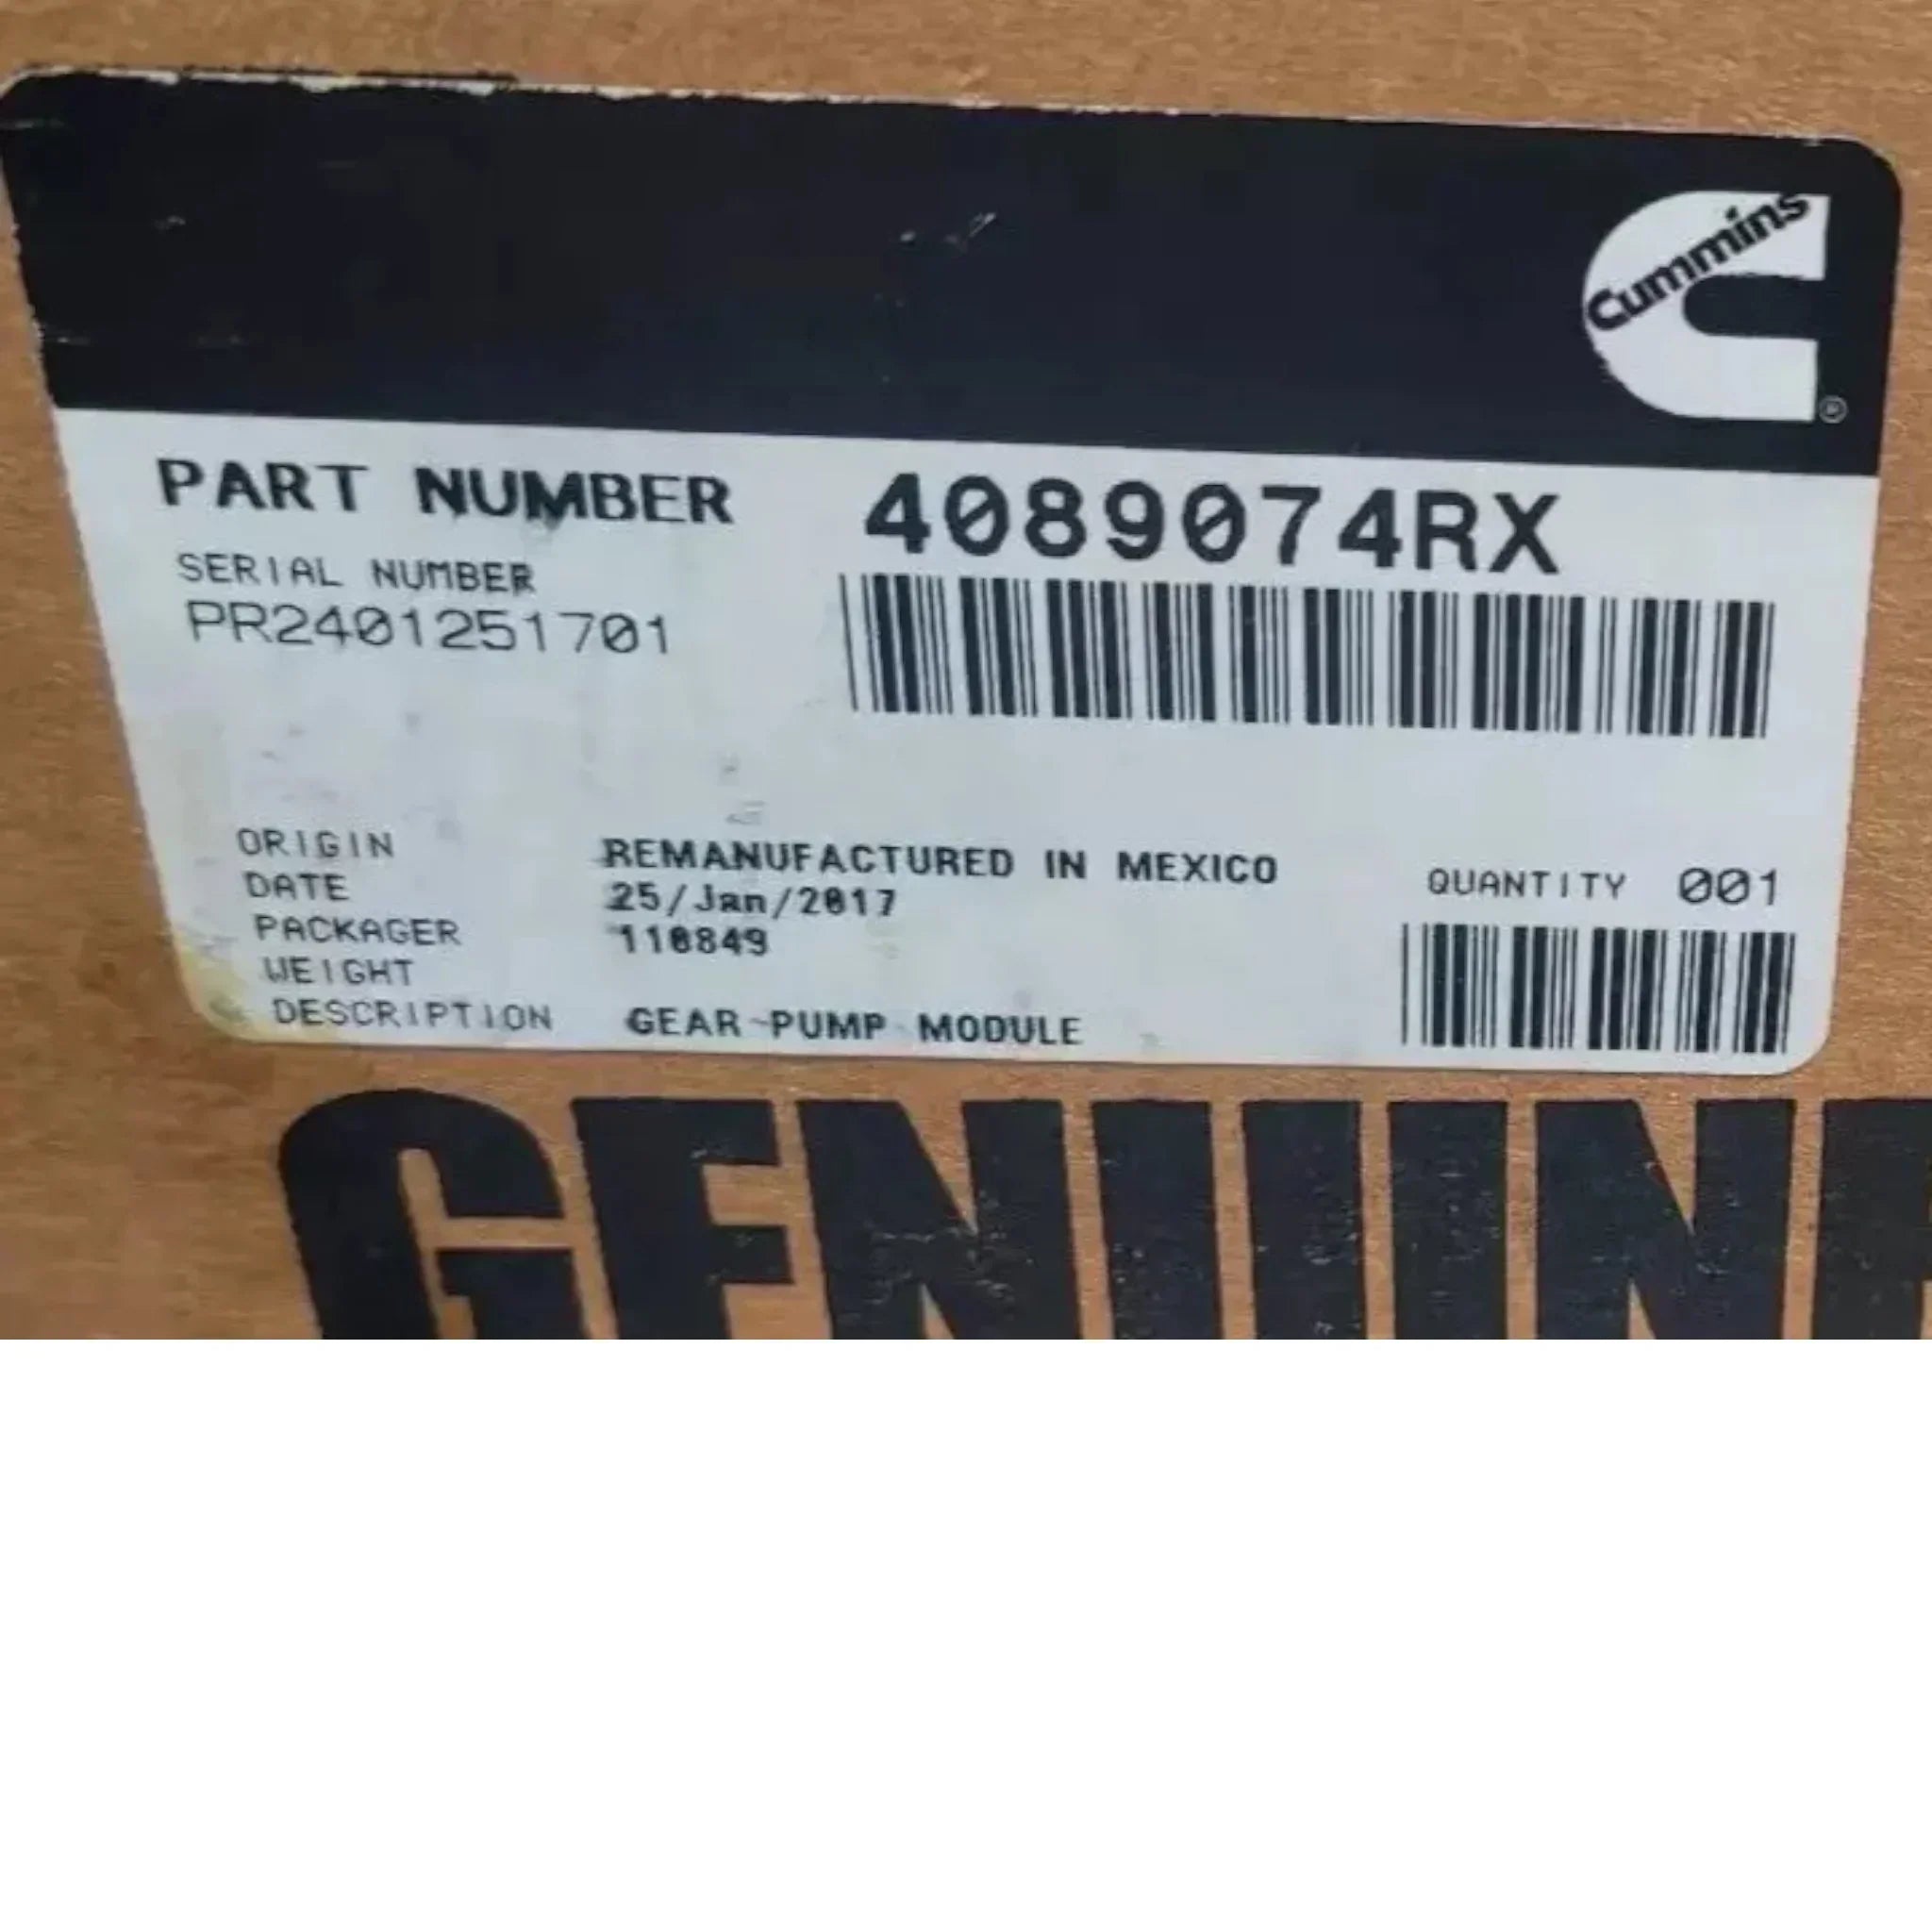 Cummins
®
PART NUMBER 4089074RX
SERIAL NUMBER
PR2401251701
ORIGIN REMANUFACTURED IN MEXICO
QUANTITY 001
DATE 25/Jan/2017
PACKAGER 110849
WEIGHT
DESCRIPTION GEAR PUMP MODULE
GENUIN